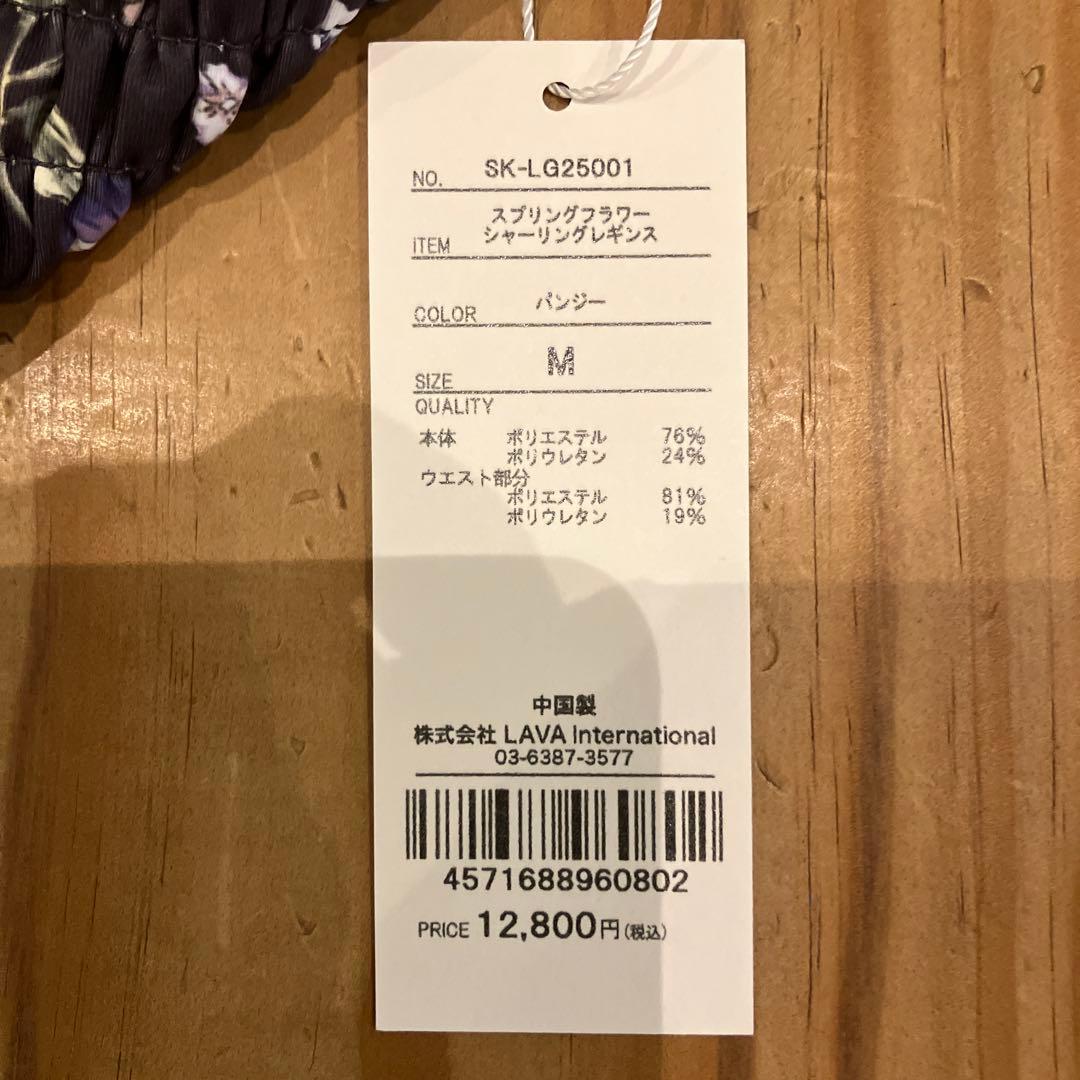 NO. SK-LG25001
スプリングフラワー
ITEM シャーリングレギンス
COLOR パンジー
SIZE M
QUALITY
本体 ポリエステル 76%
ポリウレタン 24%
ウエスト部分
ポリエステル 81%
ポリウレタン 19%
中国製
株式会社 LAVA International
03-6387-3577
4571688960802
PRICE 12,800円(税込)